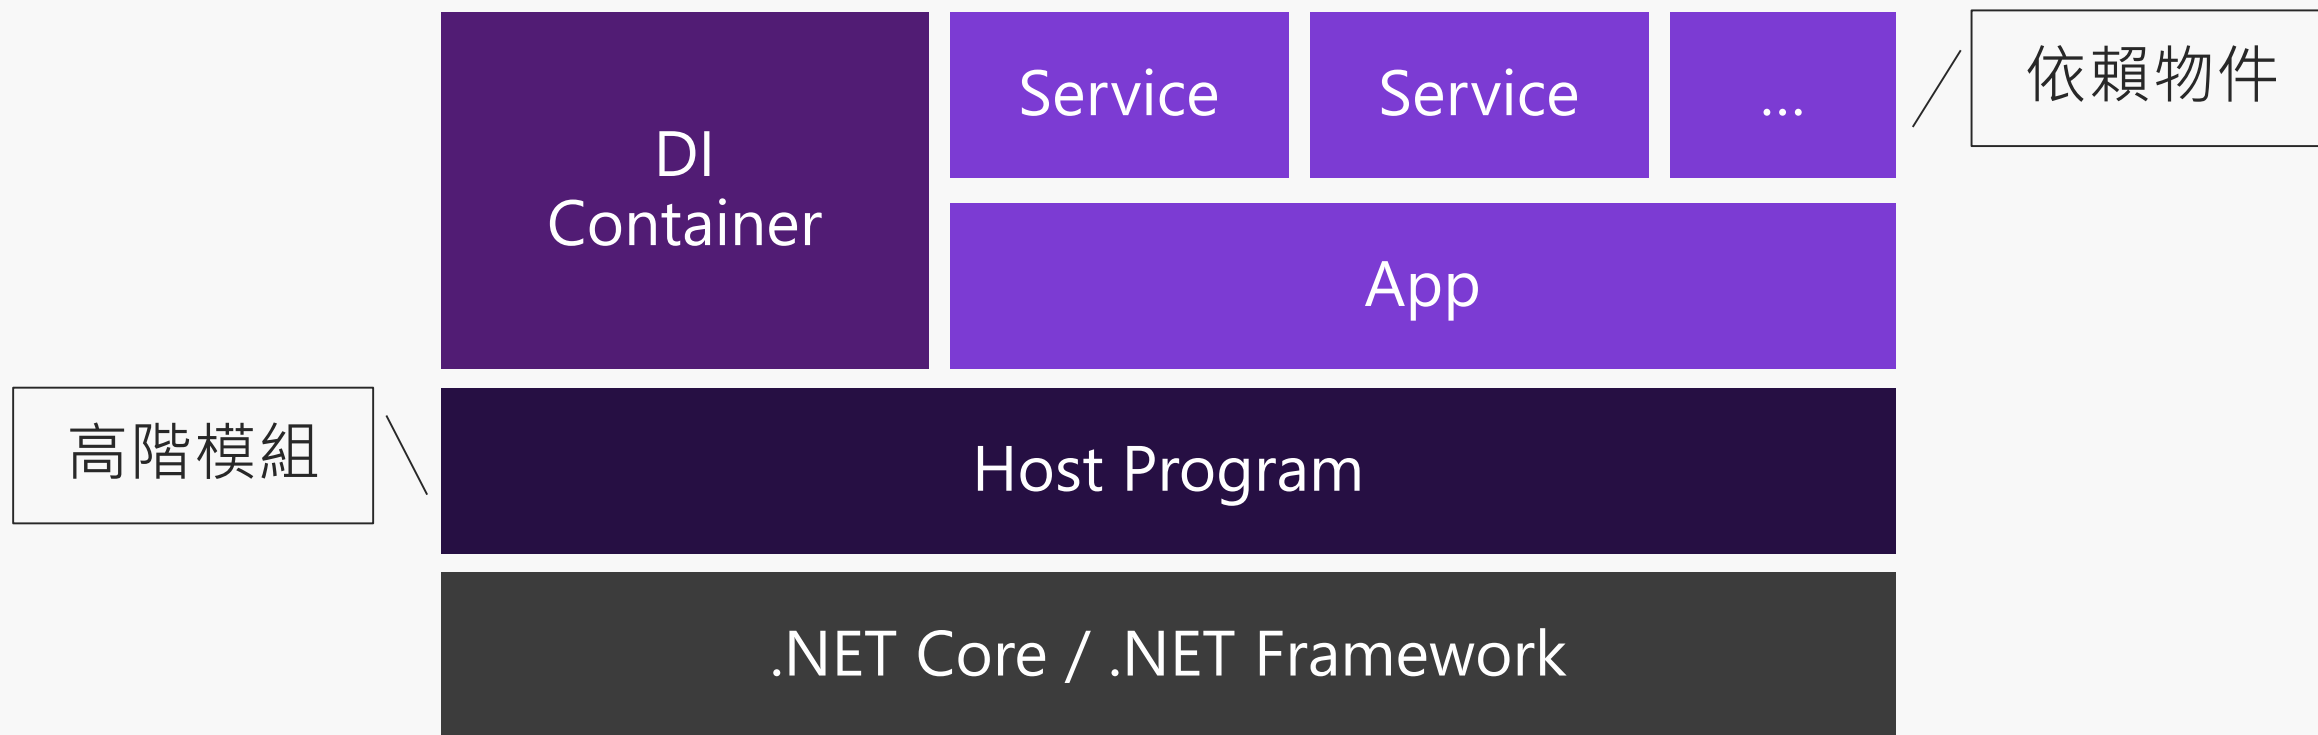 DI
Container
Service
Service
...
依賴物件
App
高階模組
Host Program
.NET Core / .NET Framework